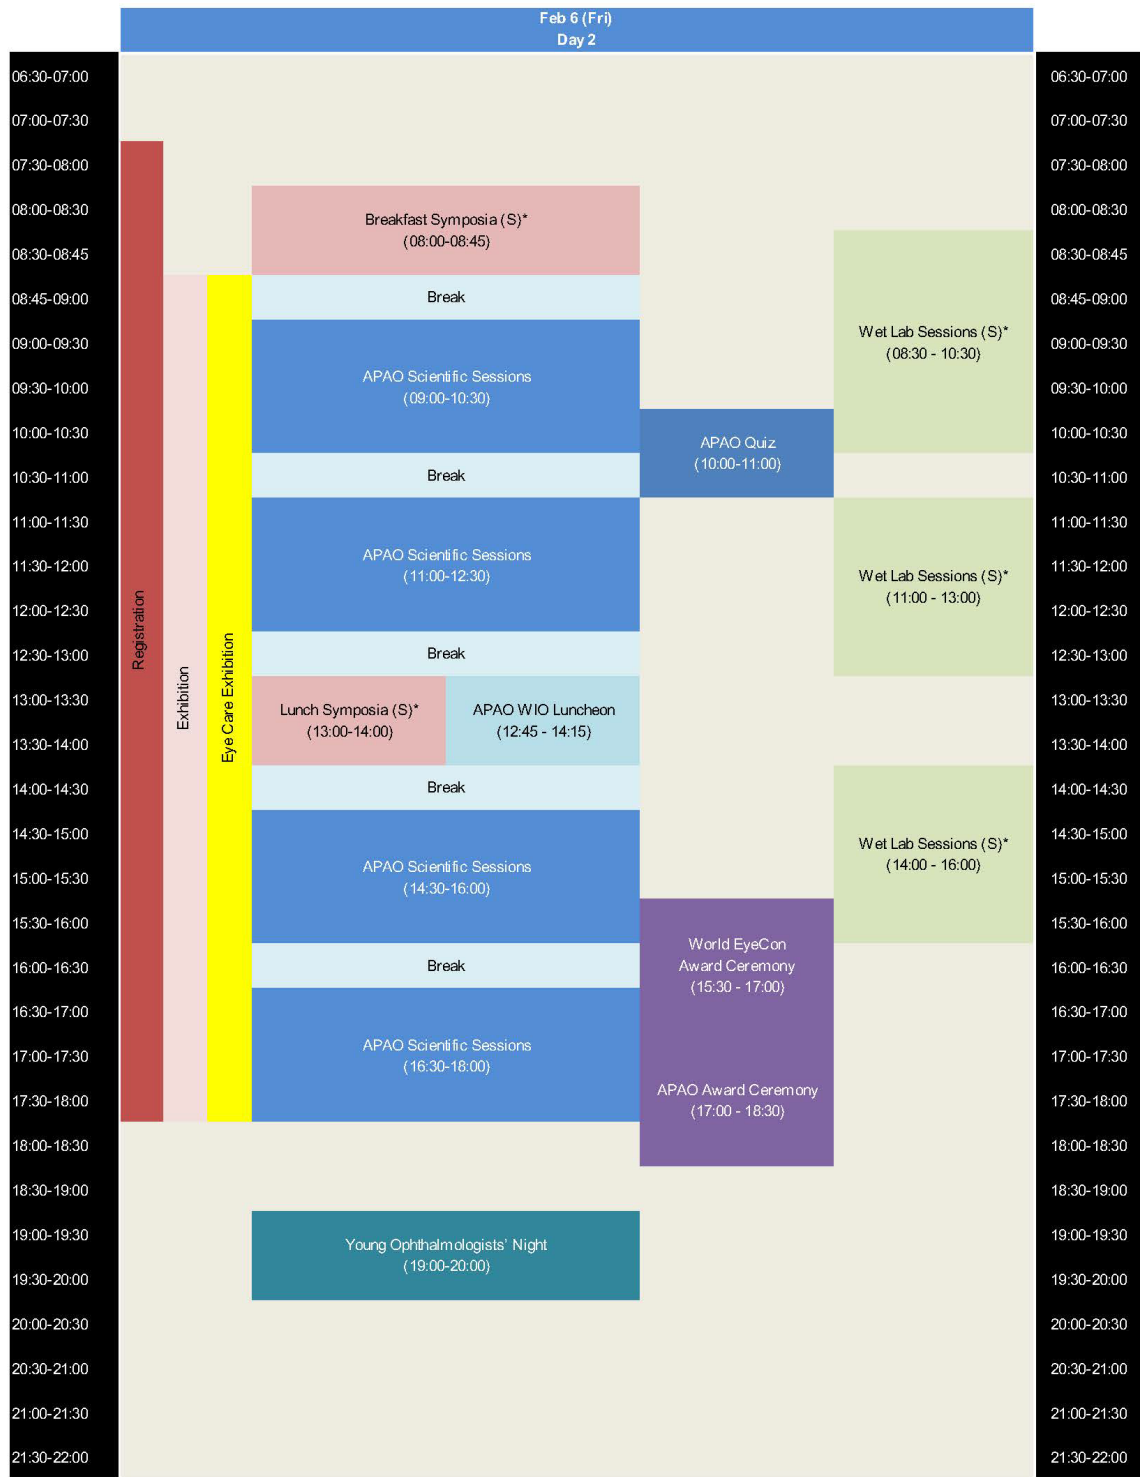 Feb 6 (Fri)
Day 2
06:30-07:00
06:30-07:00
07:00-07:30
07:00-07:30
07:30-08:00
07:30-08:00
08:00-08:30
Breakfast Symposia (S)*
(08:00-08:45)
08:00-08:30
08:30-08:45
08:30-08:45
08:45-09:00
Break
08:45-09:00
09:00-09:30
Wet Lab Sessions (S)*
(08:30 - 10:30)
09:00-09:30
09:30-10:00
APAO Scientific Sessions
(09:00-10:30)
09:30-10:00
10:00-10:30
APAO Quiz
(10:00-11:00)
10:00-10:30
10:30-11:00
Break
10:30-11:00
11:00-11:30
11:00-11:30
11:30-12:00
APAO Scientific Sessions
(11:00-12:30)
Wet Lab Sessions (S)*
(11:00 - 13:00)
11:30-12:00
12:00-12:30
12:00-12:30
Registration
Exhibition
Eye Care Exhibition
12:30-13:00
Break
12:30-13:00
13:00-13:30
Lunch Symposia (S)*
(13:00-14:00)
APAO WIO Luncheon
(12:45 - 14:15)
13:00-13:30
13:30-14:00
13:30-14:00
14:00-14:30
Break
14:00-14:30
14:30-15:00
Wet Lab Sessions (S)*
(14:00 - 16:00)
14:30-15:00
15:00-15:30
APAO Scientific Sessions
(14:30-16:00)
15:00-15:30
15:30-16:00
World EyeCon
Award Ceremony
(15:30 - 17:00)
15:30-16:00
16:00-16:30
Break
16:00-16:30
16:30-17:00
16:30-17:00
17:00-17:30
APAO Scientific Sessions
(16:30-18:00)
17:00-17:30
17:30-18:00
APAO Award Ceremony
(17:00 - 18:30)
17:30-18:00
18:00-18:30
18:00-18:30
18:30-19:00
18:30-19:00
19:00-19:30
Young Ophthalmologists' Night
(19:00-20:00)
19:00-19:30
19:30-20:00
19:30-20:00
20:00-20:30
20:00-20:30
20:30-21:00
20:30-21:00
21:00-21:30
21:00-21:30
21:30-22:00
21:30-22:00